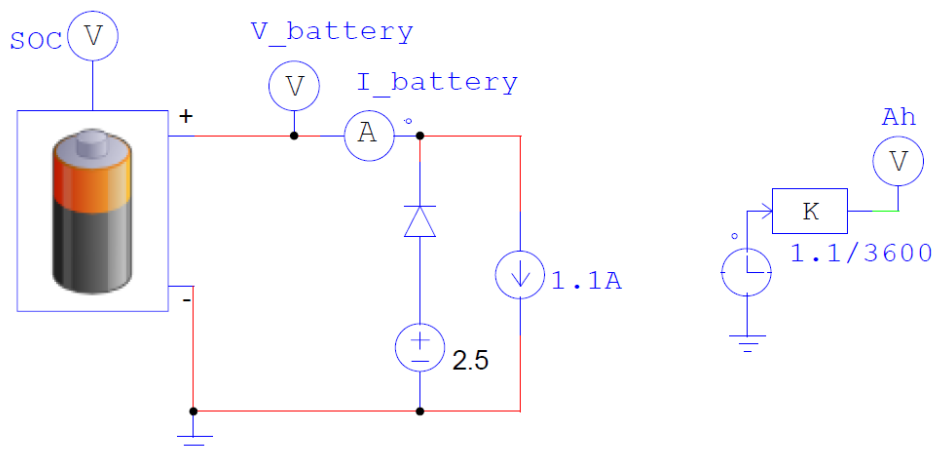 SOC
V
V_battery
V
I_battery
A
+
-
+
−
2.5
1.1A
Ah
V
K
1.1/3600